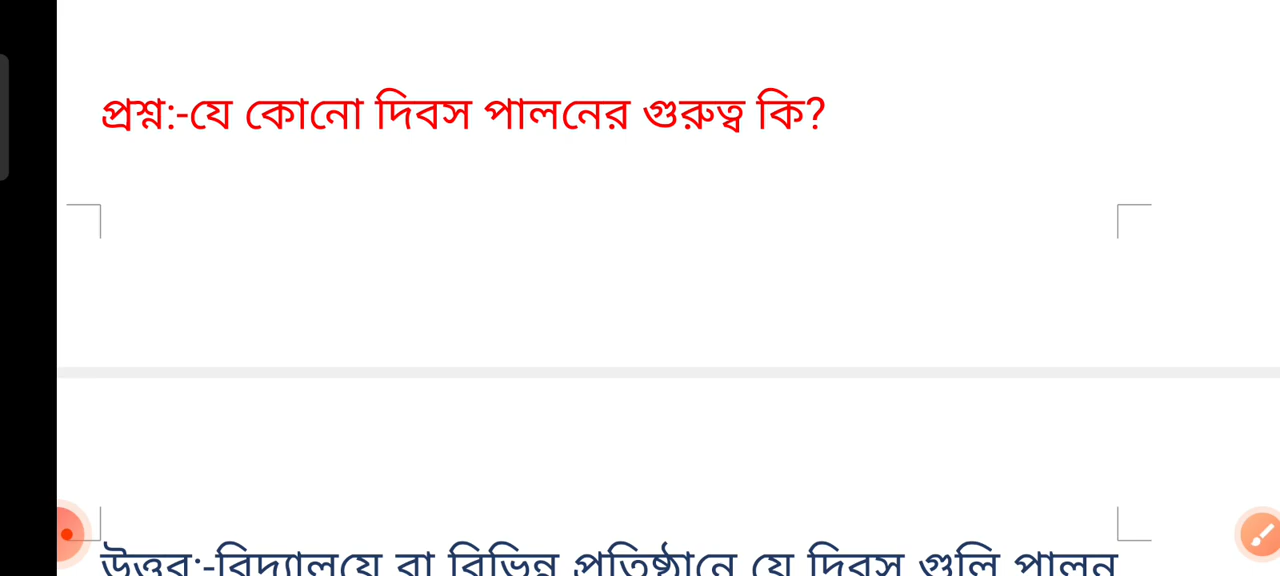 প্রশ্ন:-যে কোনো দিবস পালনের গুরুত্ব কি?
উত্তর:-বিদ্যালয়ে বা বিভিন্ন প্রতিষ্ঠানে যে দিবস গুলি পালন